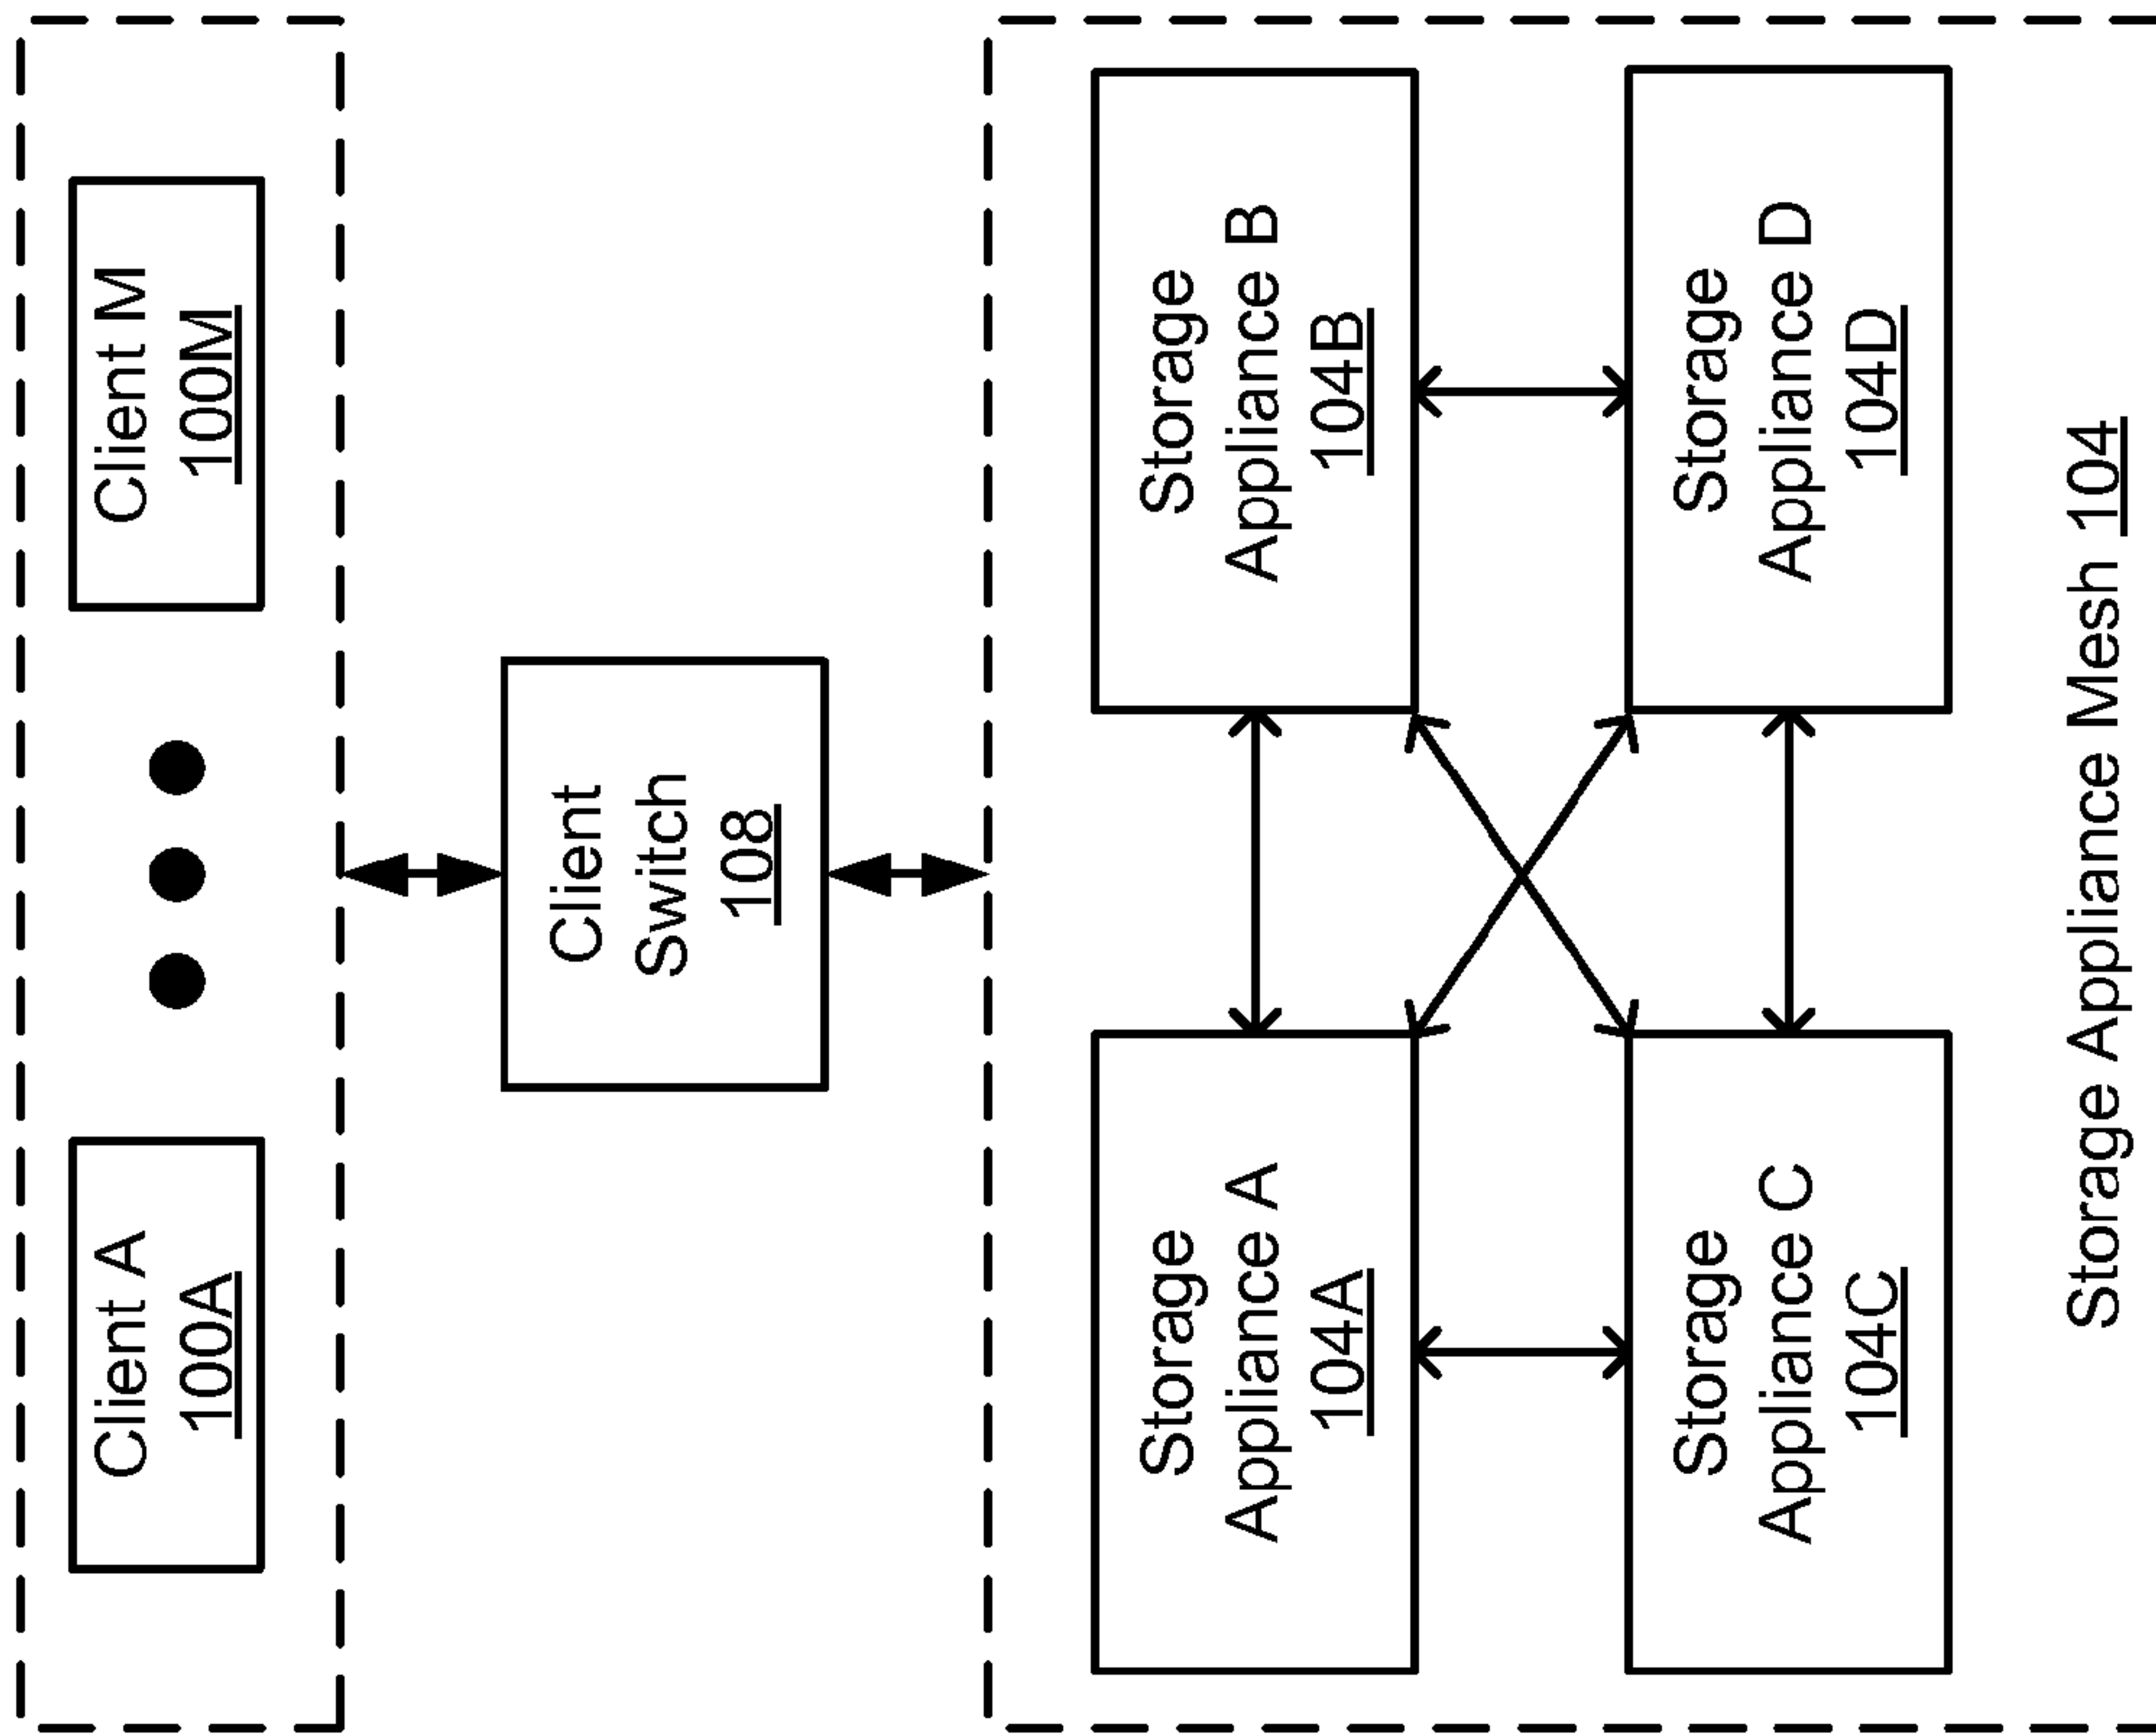 Client A
100A
Client M
100M
Client
Switch
108
Storage
Appliance A
104A
Storage
Appliance B
104B
Storage
Appliance C
104C
Storage
Appliance D
104D
Storage Appliance Mesh 104